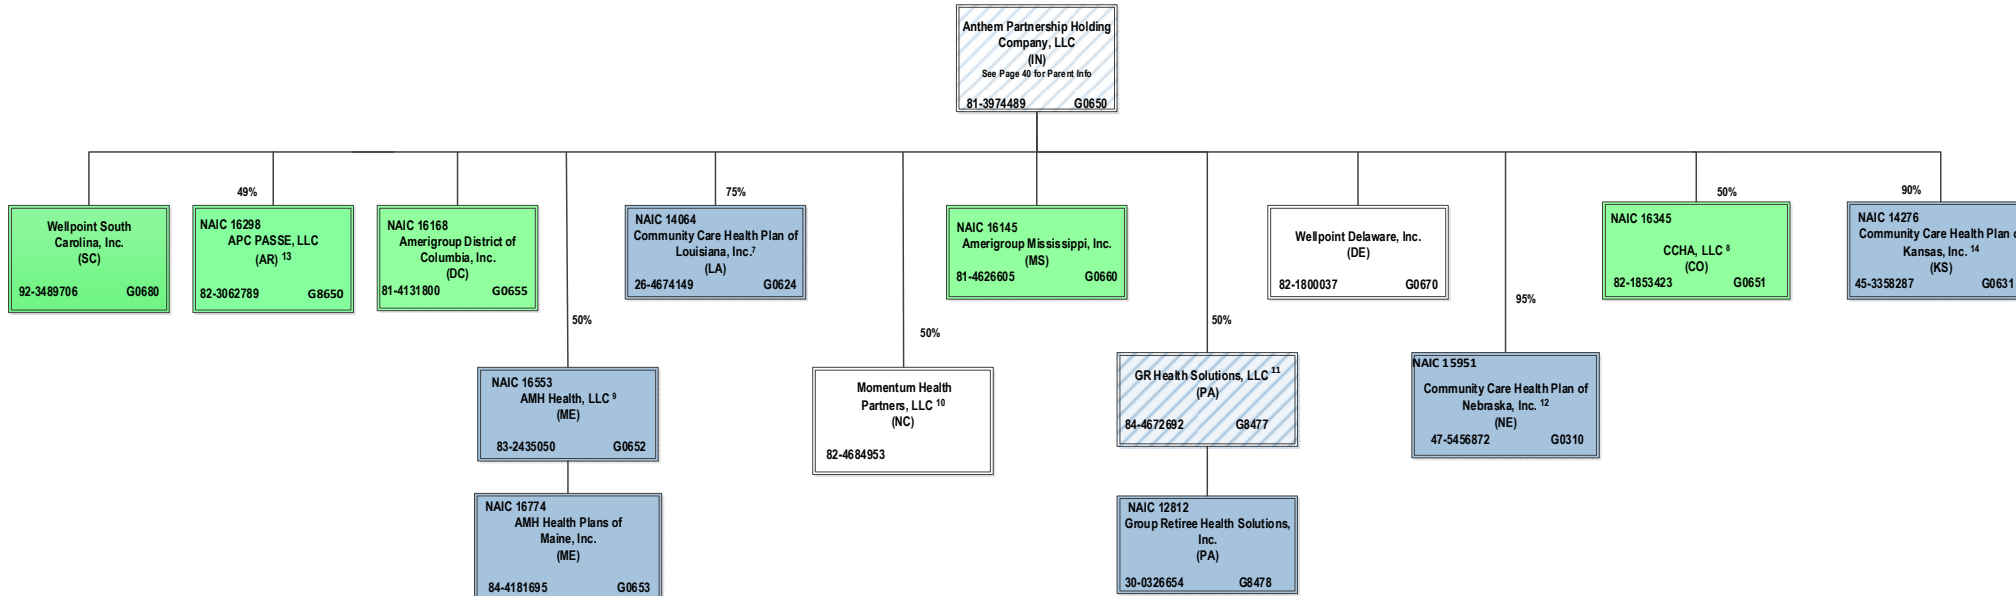 Anthem Partnership Holding
Company, LLC
(IN)
See Page 40 for Parent Info
81-3974489 G0650
49%
75%
50%
90%
Wellpoint South
Carolina, Inc.
(SC)
92-3489706 G0680
NAIC 16298
APC PASSE, LLC
(AR) 13
82-3062789 G8650
NAIC 16168
Amerigroup District of
Columbia, Inc.
(DC)
81-4131800 G0655
NAIC 14064
Community Care Health Plan of
Louisiana, Inc.7
(LA)
26-4674149 G0624
NAIC 16145
Amerigroup Mississippi, Inc.
(MS)
81-4626605 G0660
Wellpoint Delaware, Inc.
(DE)
82-1800037 G0670
NAIC 16345
CCHA, LLC 8
(CO)
82-1853423 G0651
NAIC 14276
Community Care Health Plan
Kansas, Inc. 14
(KS)
45-3358287 G0631
50%
50%
50%
95%
NAIC 16553
AMH Health, LLC 9
(ME)
83-2435050 G0652
Momentum Health
Partners, LLC 10
(NC)
82-4684953
GR Health Solutions, LLC 11
(PA)
84-4672692 G8477
NAIC 15951
Community Care Health Plan of
Nebraska, Inc. 12
(NE)
47-5456872 G0310
NAIC 16774
AMH Health Plans of
Maine, Inc.
(ME)
84-4181695 G0653
NAIC 12812
Group Retiree Health Solutions,
Inc.
(PA)
30-0326654 G8478